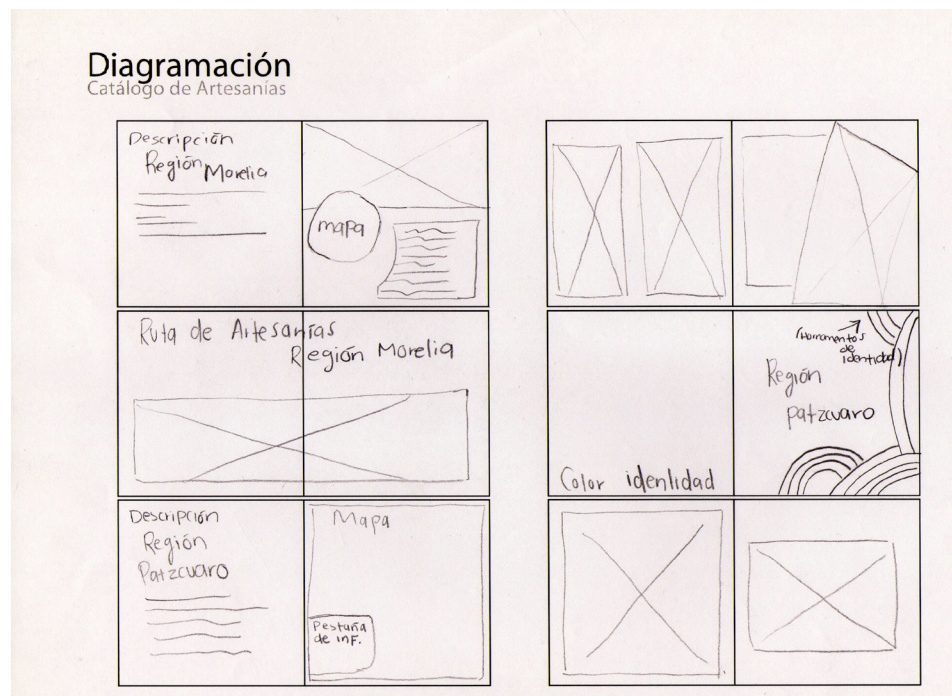 Diagramación
Catálogo de Artesanías
Descripción
Región Morelia
mapa
Ruta de Artesanías
Región Morelia
(Hornamentos
de
identidad)
Región
patzcuaro
Color identidad
Descripción
Región
Patzcuaro
Mapa
Pestaña
de inf.